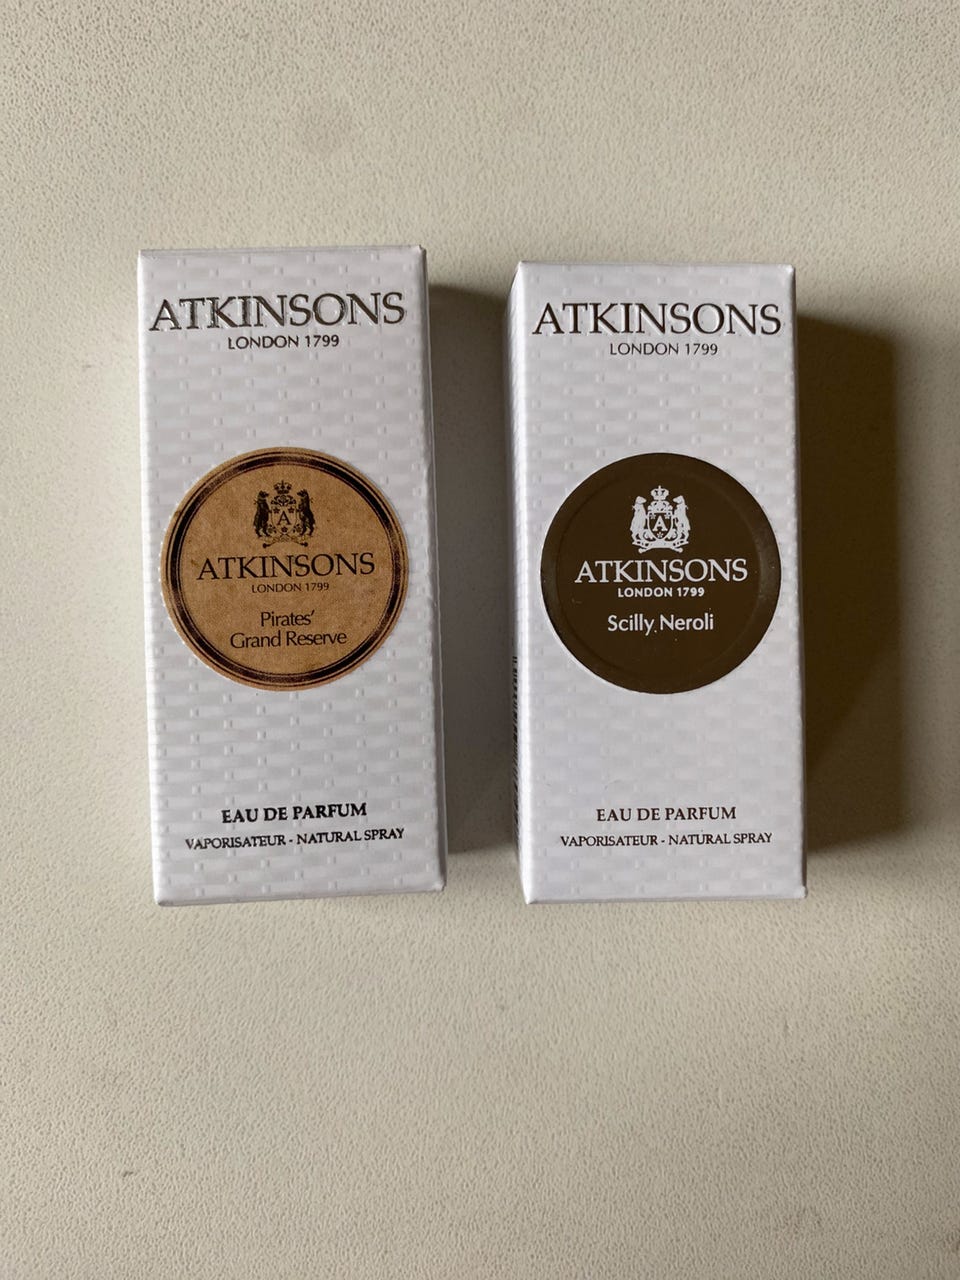 ATKINSONS
LONDON 1799
A
ATKINSONS
LONDON 1799
Pirates'
Grand Reserve
EAU DE PARFUM
VAPORISATEUR - NATURAL SPRAY
ATKINSONS
LONDON 1799
A
ATKINSONS
LONDON 1799
Scilly Neroli
EAU DE PARFUM
VAPORISATEUR - NATURAL SPRAY